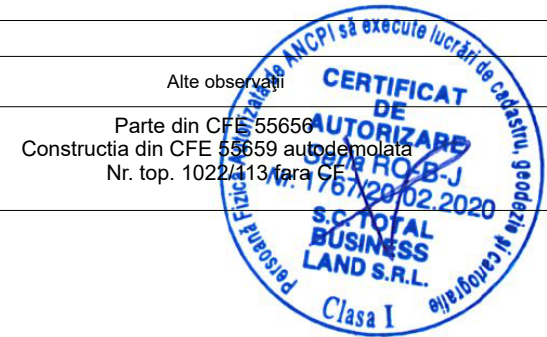 Alte observaţii
Parte din CFE 55656
Constructia din CFE 55659 autodemolata
Nr. top. 1022/113 fara CF
Persoană Fizică Autorizată de ANCPI să execute lucrări de cadastru, geodezie și cartografie
CERTIFICAT
DE
AUTORIZARE
Seria RO-B-J
Nr. 1767/20.02.2020
S.C. TOTAL
BUSINESS
LAND S.R.L.
Clasa I